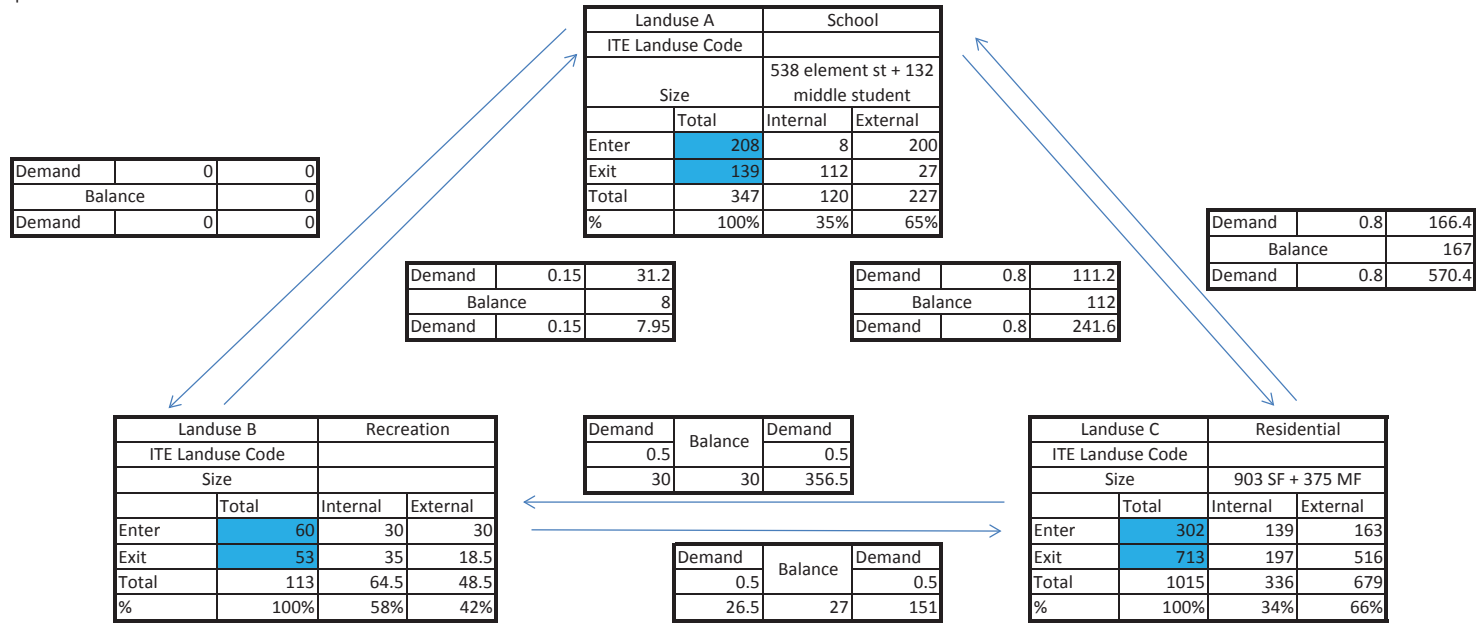 Landuse A School
ITE Landuse Code
Size 538 element st + 132 middle student
Total Internal External
Enter 208 8 200
Exit 139 112 27
Total 347 120 227
% 100% 35% 65%
Demand 0 0
Balance 0
Demand 0 0
Demand 0.8 166.4
Balance 167
Demand 0.8 570.4
Demand 0.15 31.2
Balance 8
Demand 0.15 7.95
Demand 0.8 111.2
Balance 112
Demand 0.8 241.6
Landuse B Recreation
ITE Landuse Code
Size
Total Internal External
Enter 60 30 30
Exit 53 35 18.5
Total 113 64.5 48.5
% 100% 58% 42%
Demand Balance Demand
0.5 0.5
30 30 356.5
Demand Balance Demand
0.5 0.5
26.5 27 151
Landuse C Residential
ITE Landuse Code
Size 903 SF + 375 MF
Total Internal External
Enter 302 139 163
Exit 713 197 516
Total 1015 336 679
% 100% 34% 66%